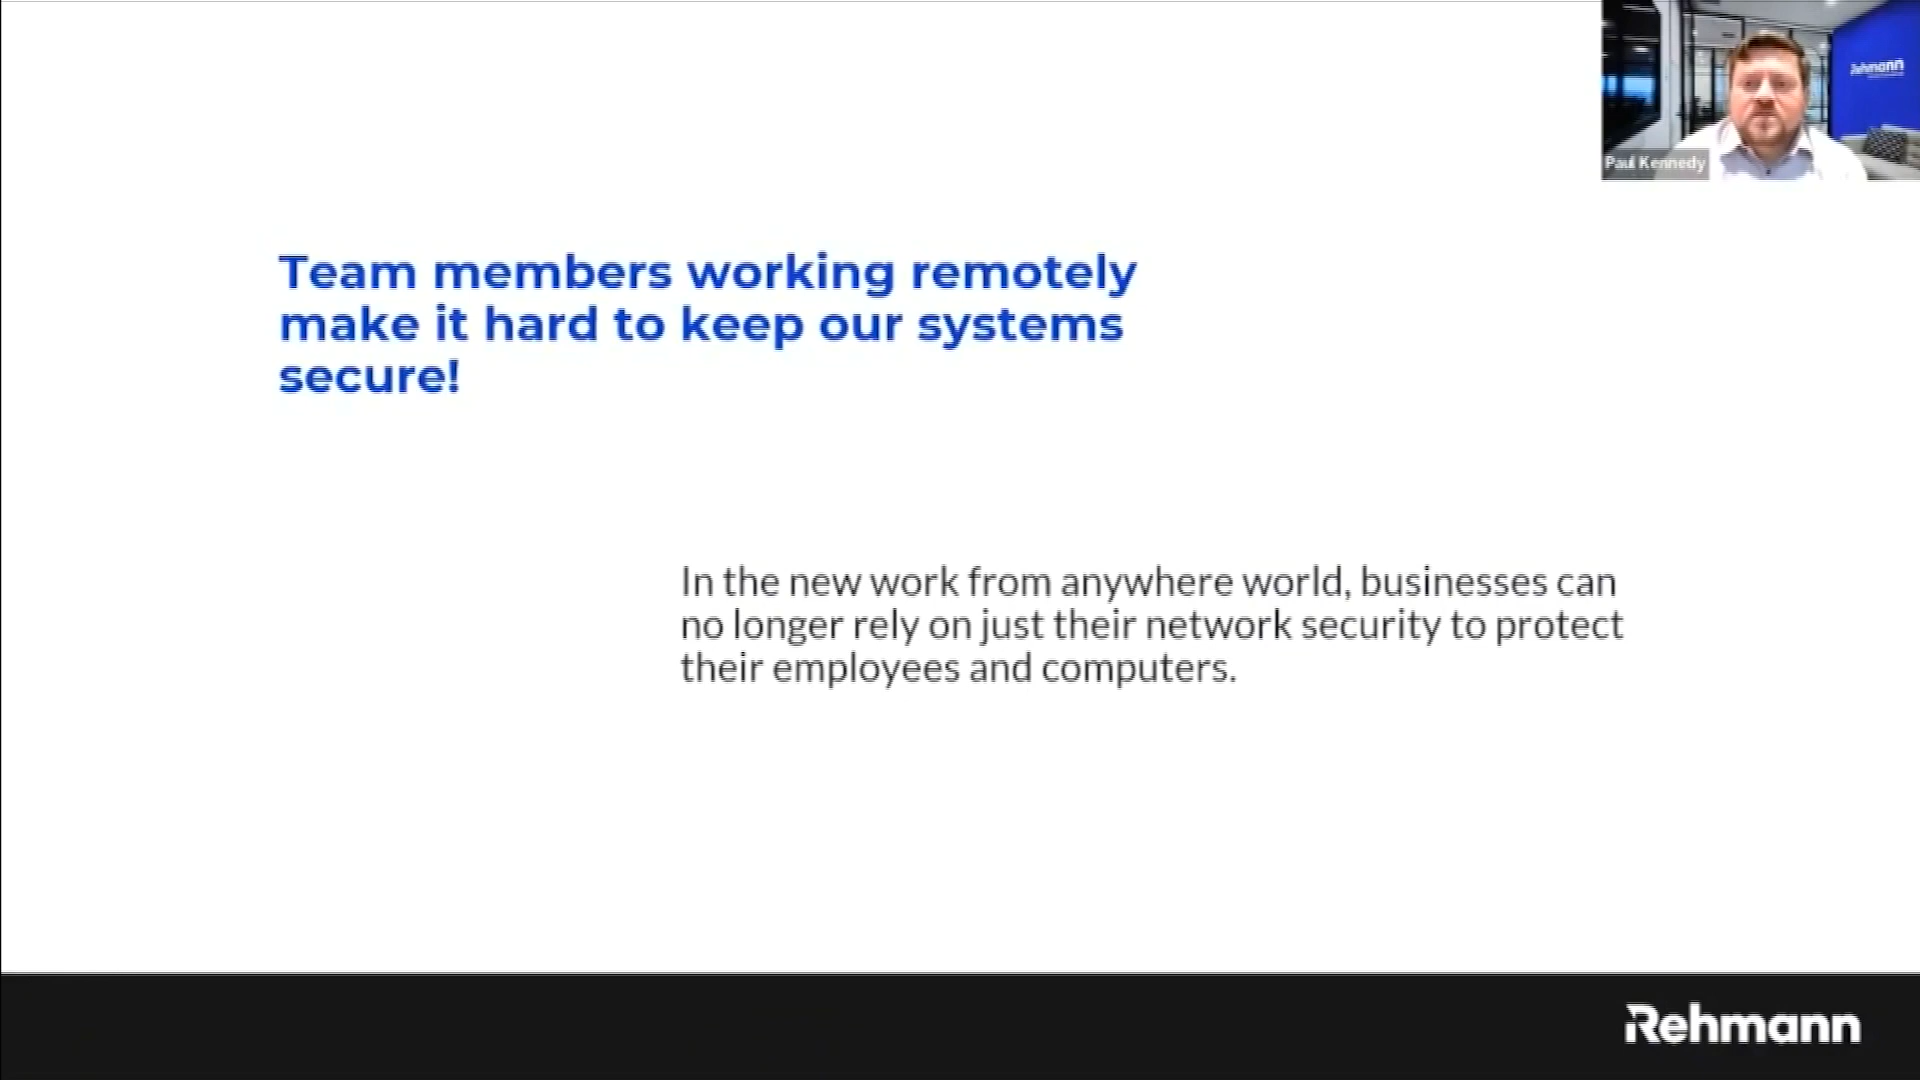 Rehmann
Paul Kennedy
Team members working remotely
make it hard to keep our systems
secure!
In the new work from anywhere world, businesses can
no longer rely on just their network security to protect
their employees and computers.
Rehmann